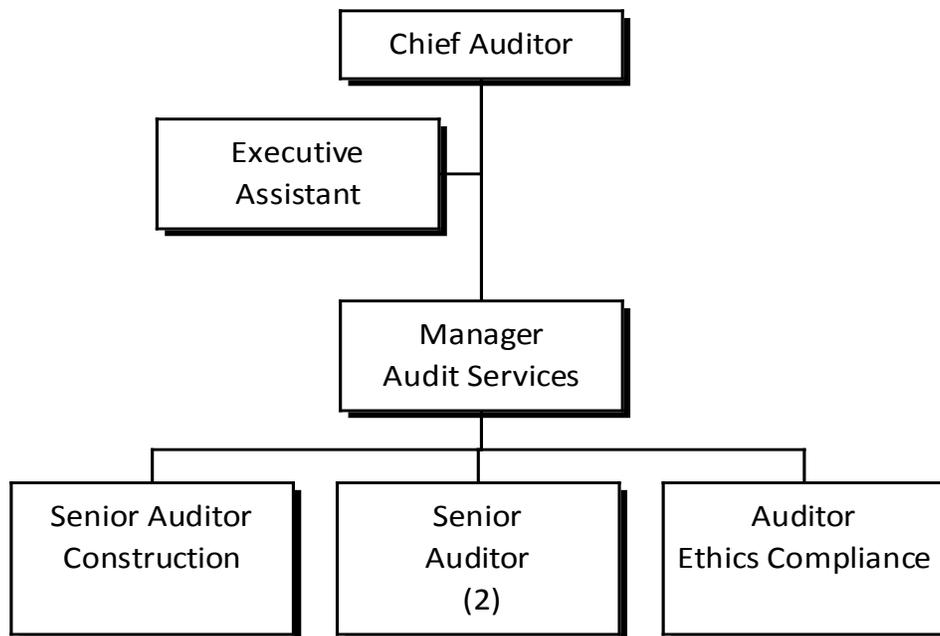 Chief Auditor
Executive
Assistant
Manager
Audit Services
Senior Auditor
Construction
Senior
Auditor
(2)
Auditor
Ethics Compliance